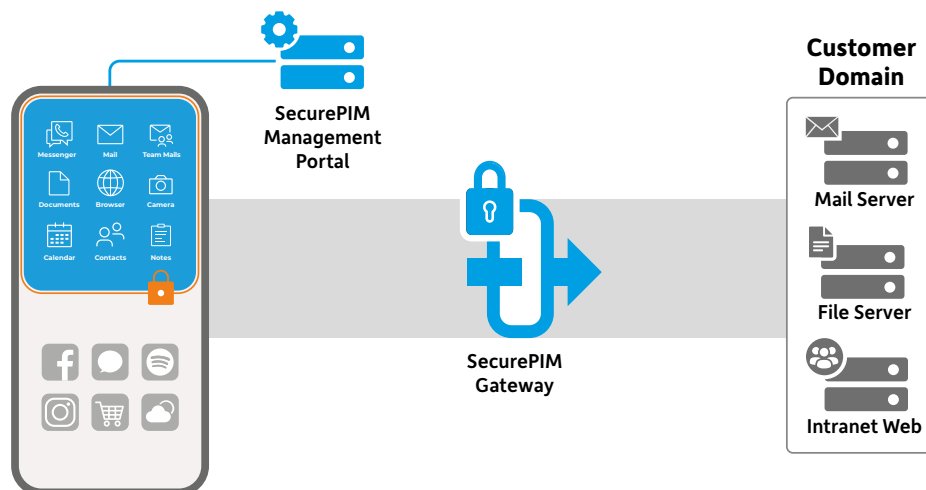 SecurePIM
Management
Portal
Customer
Domain
Messenger
Mail
Team Mails
Documents
Browser
Camera
Calendar
Contacts
Notes
SecurePIM
Gateway
Mail Server
File Server
Intranet Web